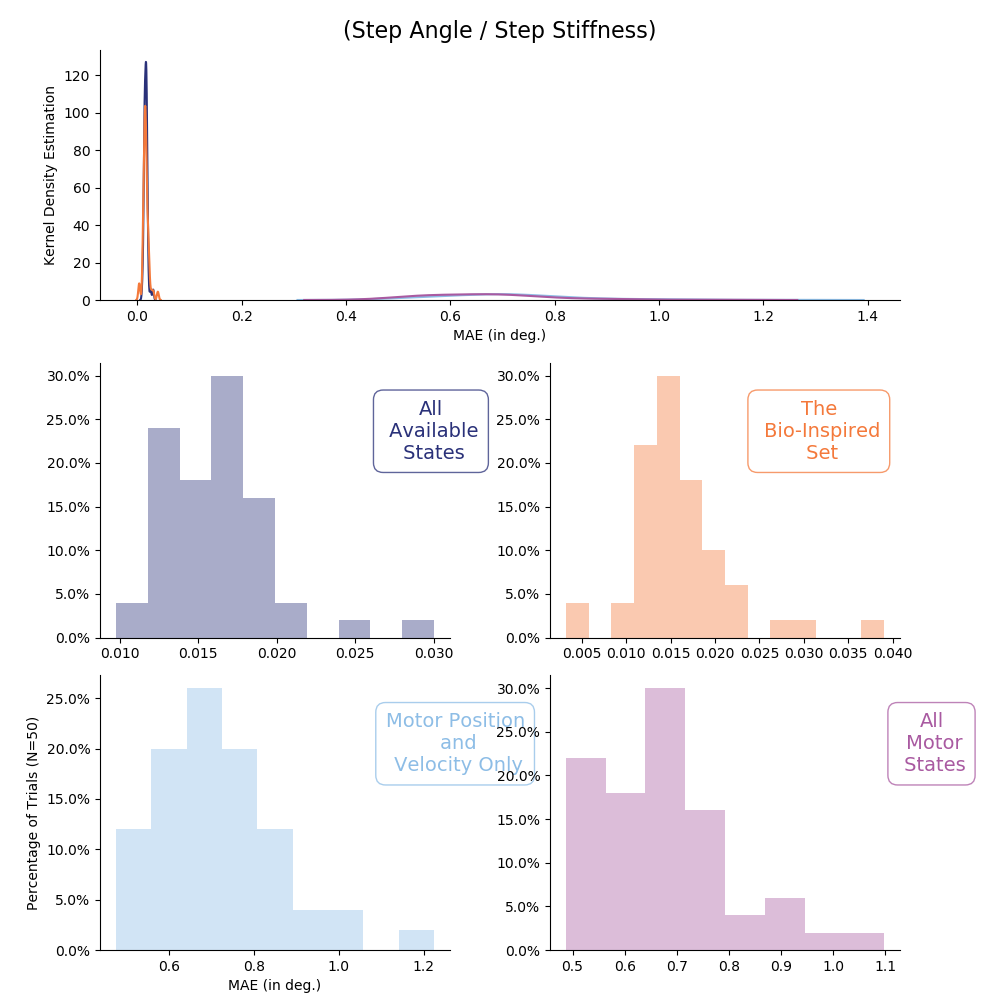 (Step Angle / Step Stiffness)
Kernel Density Estimation
120
100
80
60
40
20
0
0.0 0.2 0.4 0.6 0.8 1.0 1.2 1.4
MAE (in deg.)
30.0%
25.0%
20.0%
15.0%
10.0%
5.0%
0.0%
0.010 0.015 0.020 0.025 0.030
All
Available
States
30.0%
25.0%
20.0%
15.0%
10.0%
5.0%
0.0%
0.005 0.010 0.015 0.020 0.025 0.030 0.035 0.040
The
Bio-Inspired
Set
Percentage of Trials (N=50)
25.0%
20.0%
15.0%
10.0%
5.0%
0.0%
0.6 0.8 1.0 1.2
MAE (in deg.)
Motor Position
and
Velocity Only
30.0%
25.0%
20.0%
15.0%
10.0%
5.0%
0.0%
0.5 0.6 0.7 0.8 0.9 1.0 1.1
All
Motor
States